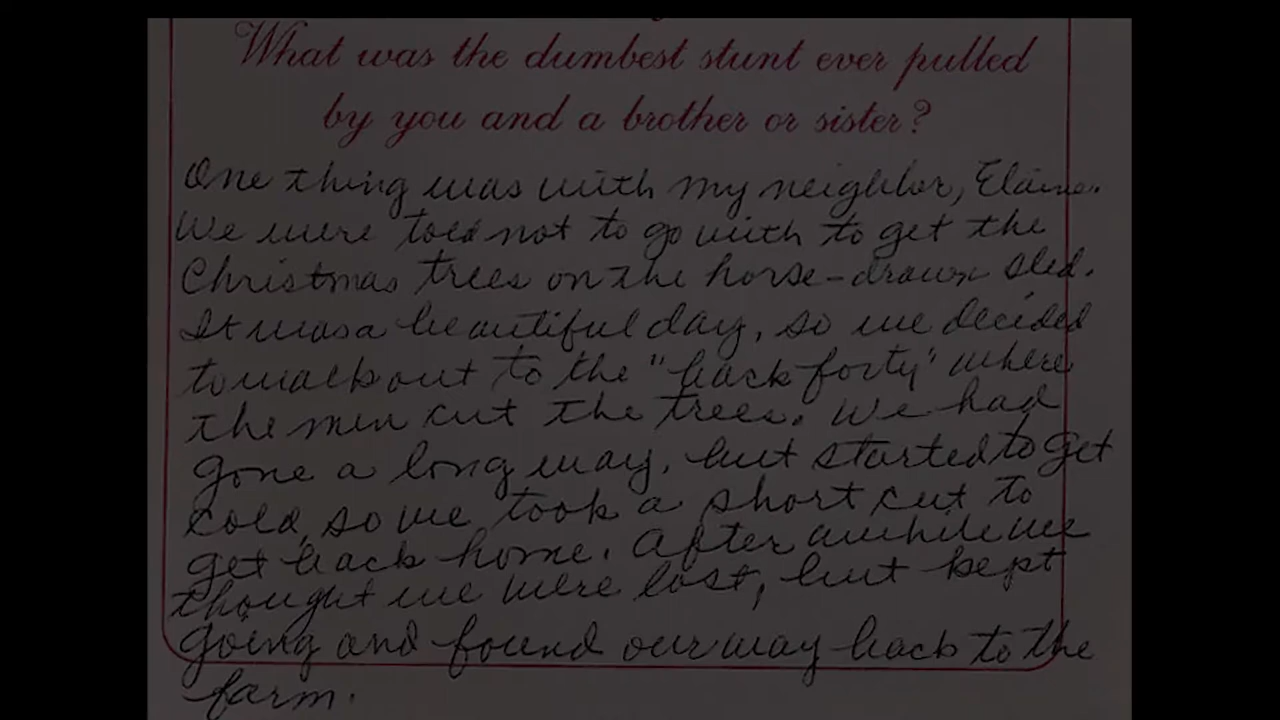 What was the dumbest stunt ever pulled
by you and a brother or sister?
One thing was with my neighbor, Elaine.
We were told not to go with to get the
Christmas trees on the horse-drawn sled.
It was a beautiful day, so we decided
to walk out to the "back forty" where
the men cut the trees. We had
gone a long way, but started to get
cold, so we took a short cut to
get back home. After awhile we
thought we were lost, but kept
going and found our way back to the
farm.